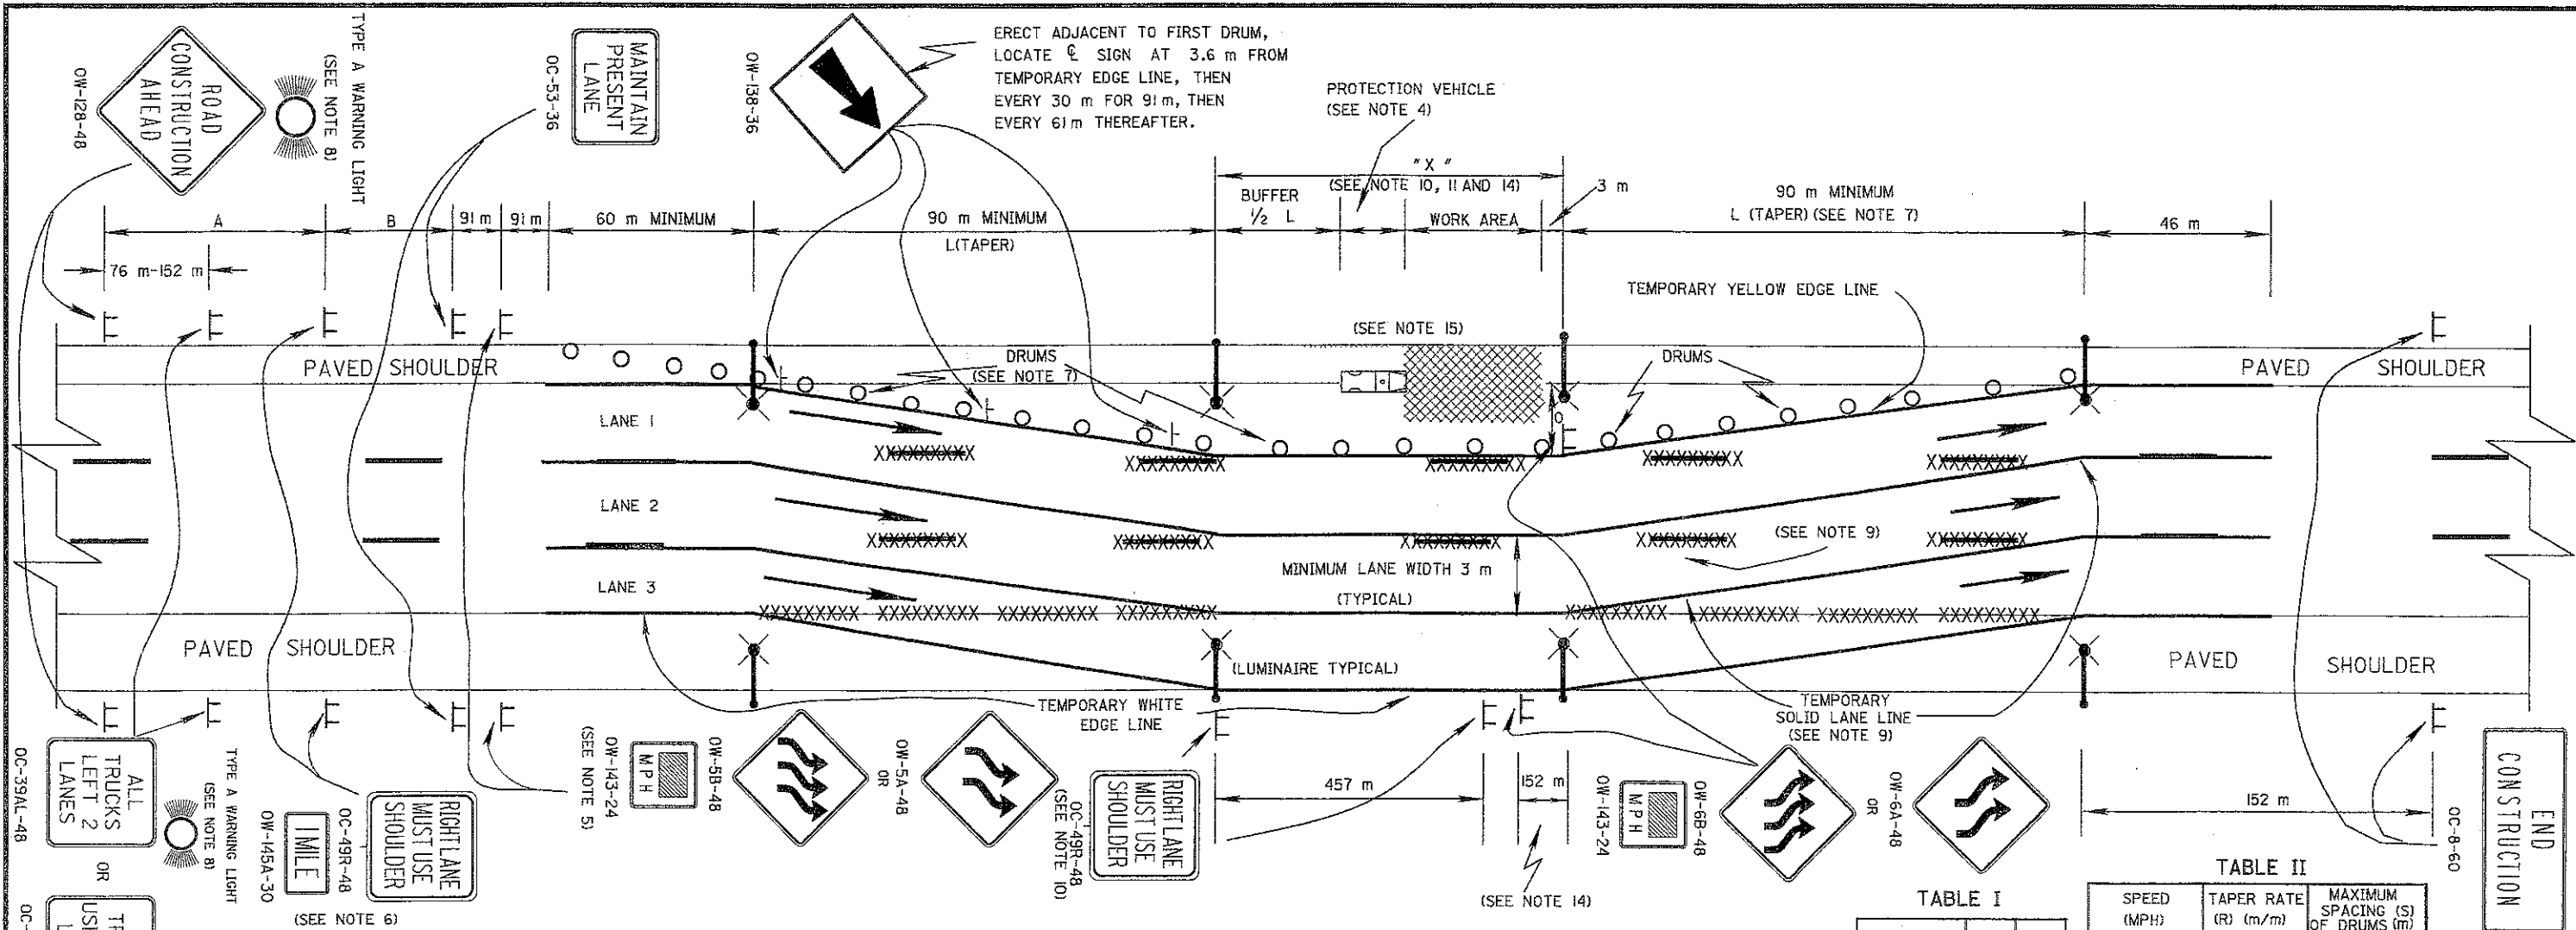 ROAD
CONSTRUCTION
AHEAD
OW-128-48
TYPE A WARNING LIGHT
(SEE NOTE 8)
MAINTAIN
PRESENT
LANE
OC-53-36
OW-138-36
ERECT ADJACENT TO FIRST DRUM,
LOCATE ℄ SIGN AT 3.6 m FROM
TEMPORARY EDGE LINE, THEN
EVERY 30 m FOR 91m, THEN
EVERY 61m THEREAFTER.
PROTECTION VEHICLE
(SEE NOTE 4)
"X"
(SEE NOTE 10, 11 AND 14)
3 m
A
B
91 m
91 m
60 m MINIMUM
90 m MINIMUM
L(TAPER)
BUFFER
1/2 L
WORK AREA
90 m MINIMUM
L (TAPER) (SEE NOTE 7)
46 m
76 m-152 m
TEMPORARY YELLOW EDGE LINE
(SEE NOTE 15)
PAVED SHOULDER
DRUMS
(SEE NOTE 7)
DRUMS
PAVED SHOULDER
LANE 1
O
LANE 2
(SEE NOTE 9)
LANE 3
MINIMUM LANE WIDTH 3 m
(TYPICAL)
PAVED SHOULDER
(LUMINAIRE TYPICAL)
PAVED SHOULDER
TEMPORARY WHITE
EDGE LINE
TEMPORARY
SOLID LANE LINE
(SEE NOTE 9)
ALL
TRUCKS
LEFT 2
LANES
OC-39AL-48
OR
TYPE A WARNING LIGHT
(SEE NOTE 8)
1 MILE
OW-145A-30
RIGHT LANE
MUST USE
SHOULDER
OC-49R-48
(SEE NOTE 6)
MPH
OW-143-24
(SEE NOTE 5)
OW-5B-48
OR
OW-5A-48
RIGHT LANE
MUST USE
SHOULDER
OC-49R-48
(SEE NOTE 10)
457 m
152 m
(SEE NOTE 14)
MPH
OW-143-24
OW-6B-48
OR
OW-6A-48
152 m
OC-8-60
END
CONSTRUCTION
TABLE I
TABLE II
SPEED
(MPH)
TAPER RATE
(R) (m/m)
MAXIMUM
SPACING (S)
OF DRUMS (m)